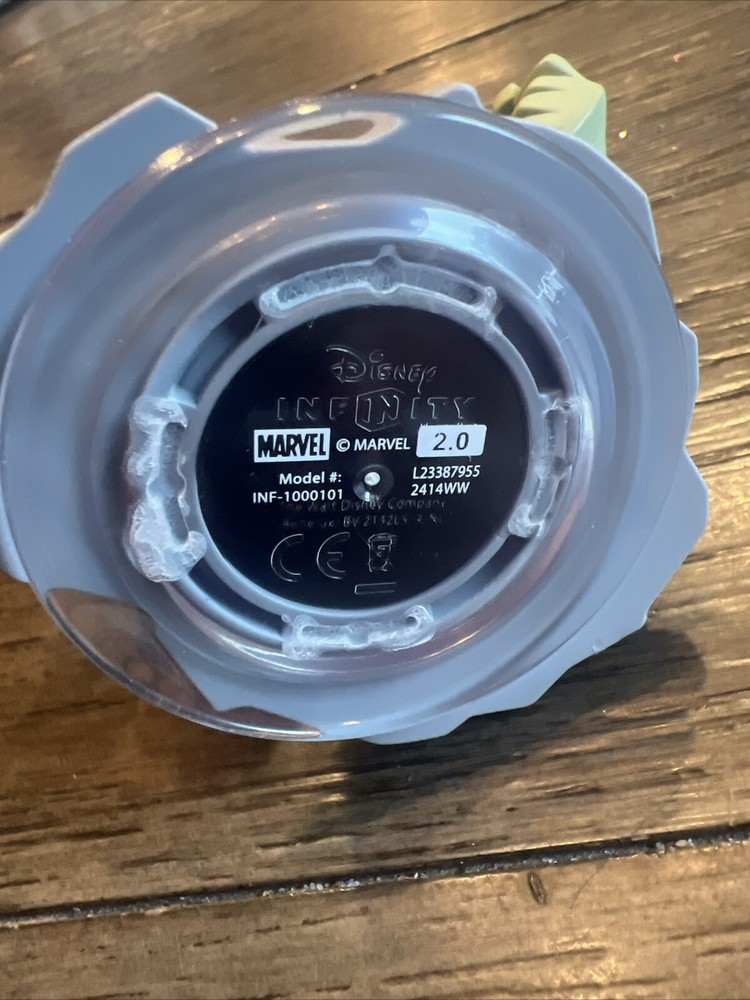 Disney
INFINITY
MARVEL © MARVEL 2.0
Model #: L23387955
INF-1000101 2414WW
The Walt Disney Company
CE